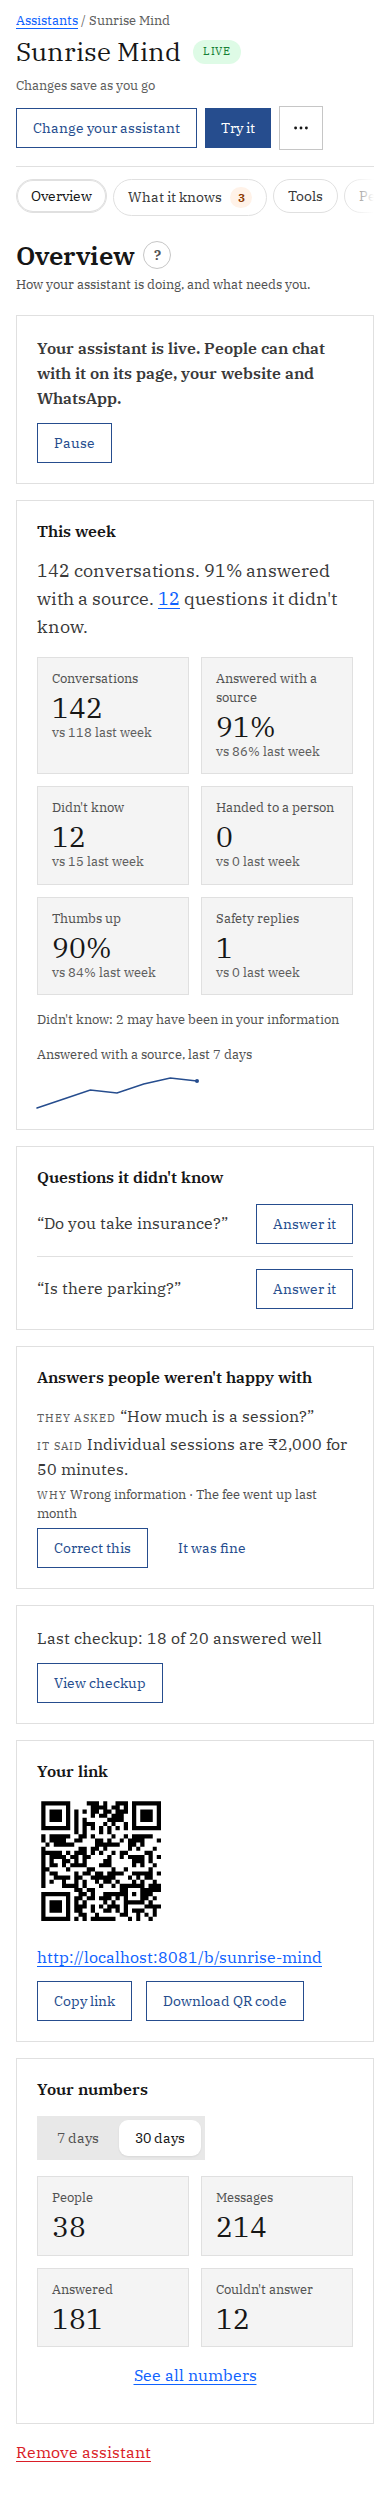 Assistants / Sunrise Mind
Sunrise Mind LIVE
Changes save as you go
Change your assistant Try it ...
Overview What it knows 3 Tools
Overview ?
How your assistant is doing, and what needs you.
Your assistant is live. People can chat
with it on its page, your website and
WhatsApp.
Pause
This week
142 conversations. 91% answered
with a source. 12 questions it didn't
know.
Conversations
142
vs 118 last week
Answered with a
source
91%
vs 86% last week
Didn't know
12
vs 15 last week
Handed to a person
0
vs 0 last week
Thumbs up
90%
vs 84% last week
Safety replies
1
vs 0 last week
Didn't know: 2 may have been in your information
Answered with a source, last 7 days
Questions it didn't know
“Do you take insurance?” Answer it
“Is there parking?” Answer it
Answers people weren't happy with
THEY ASKED “How much is a session?”
IT SAID Individual sessions are ₹2,000 for
50 minutes.
WHY Wrong information · The fee went up last
month
Correct this It was fine
Last checkup: 18 of 20 answered well
View checkup
Your link
http://localhost:8081/b/sunrise-mind
Copy link Download QR code
Your numbers
7 days 30 days
People
38
Messages
214
Answered
181
Couldn't answer
12
See all numbers
Remove assistant